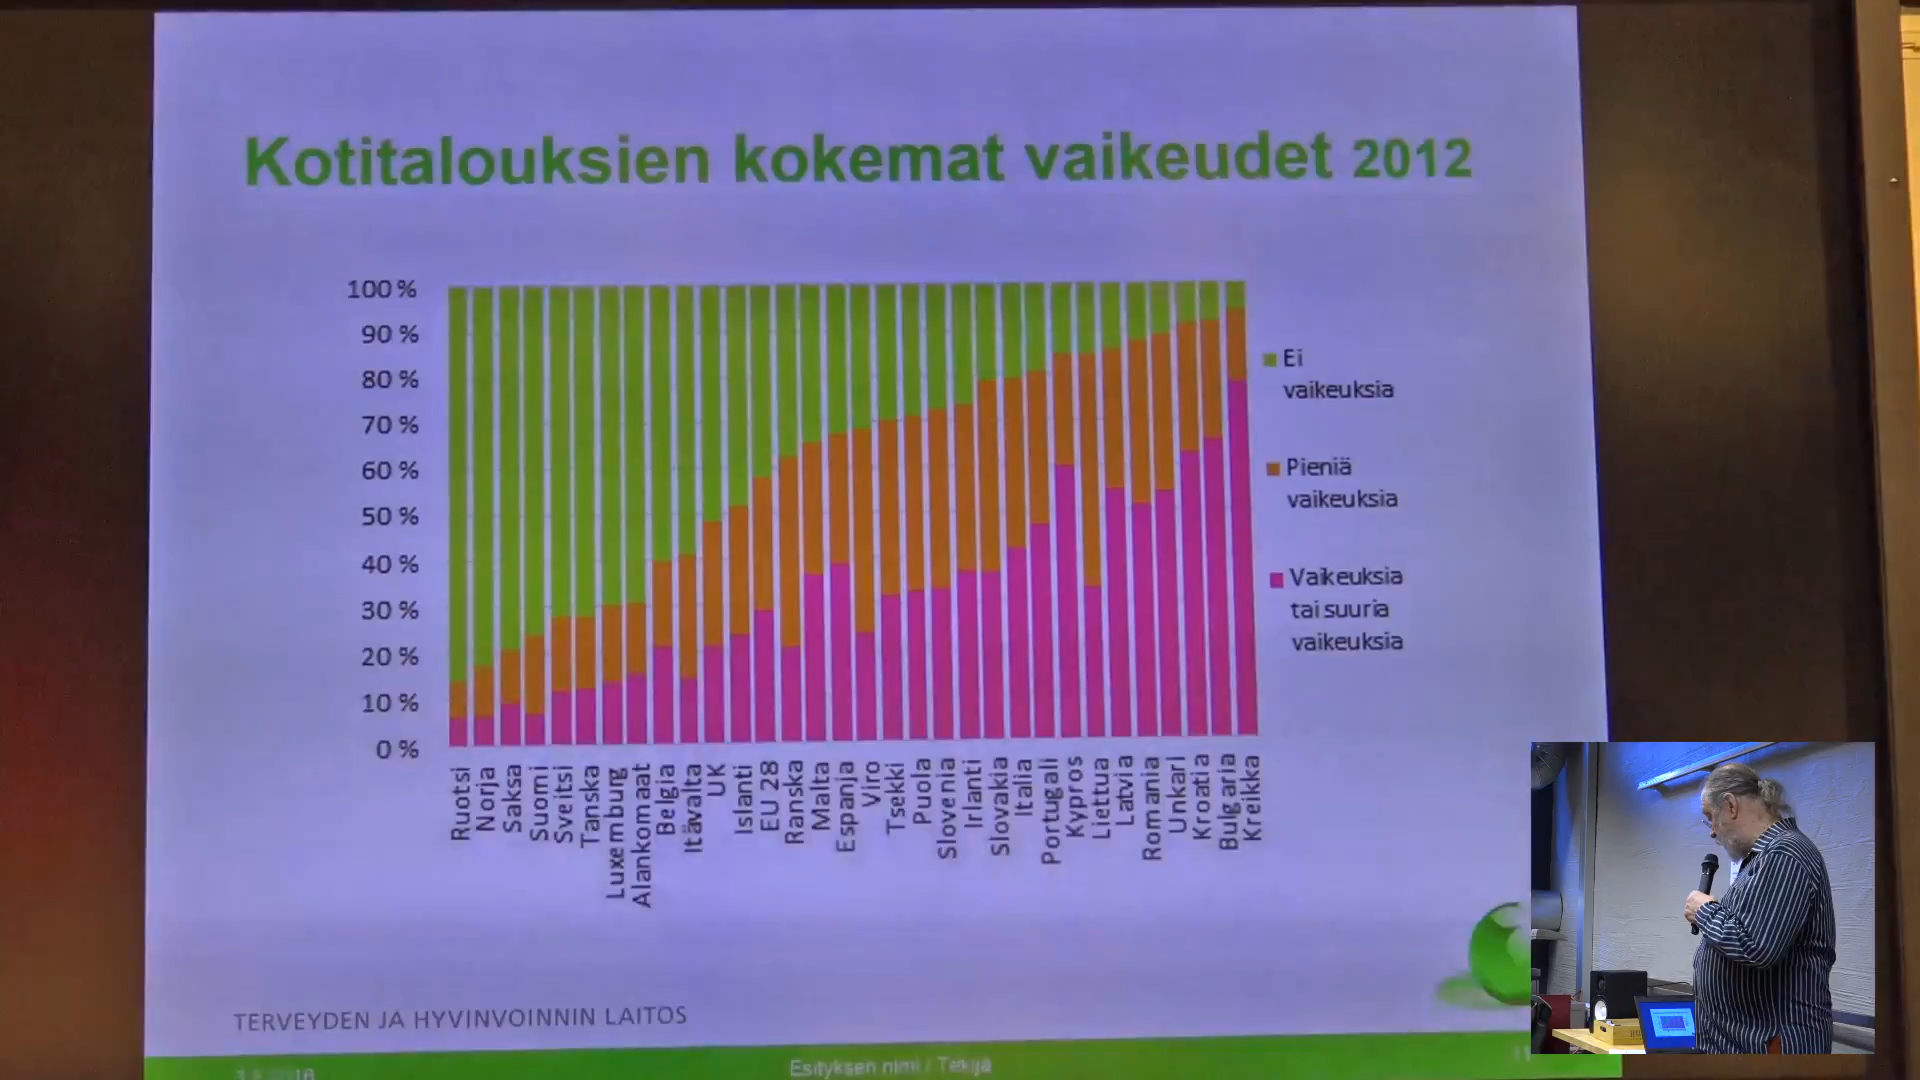 Kotitalouksien kokemat vaikeudet 2012
100 %
90 %
80 %
70 %
60 %
50 %
40 %
30 %
20 %
10 %
0 %
Ei
vaikeuksia
Pieniä
vaikeuksia
Vaikeuksia
tai suuria
vaikeuksia
Ruotsi
Norja
Saksa
Suomi
Sveitsi
Tanska
Luxemburg
Alankomaat
Belgia
Itävalta
UK
Islanti
EU 28
Ranska
Malta
Espanja
Viro
Tsekki
Puola
Slovenia
Irlanti
Slovakia
Italia
Portugali
Kypros
Liettua
Latvia
Romania
Unkari
Kroatia
Bulgaria
Kreikka
TERVEYDEN JA HYVINVOINNIN LAITOS
Esityksen nimi / Tekijä